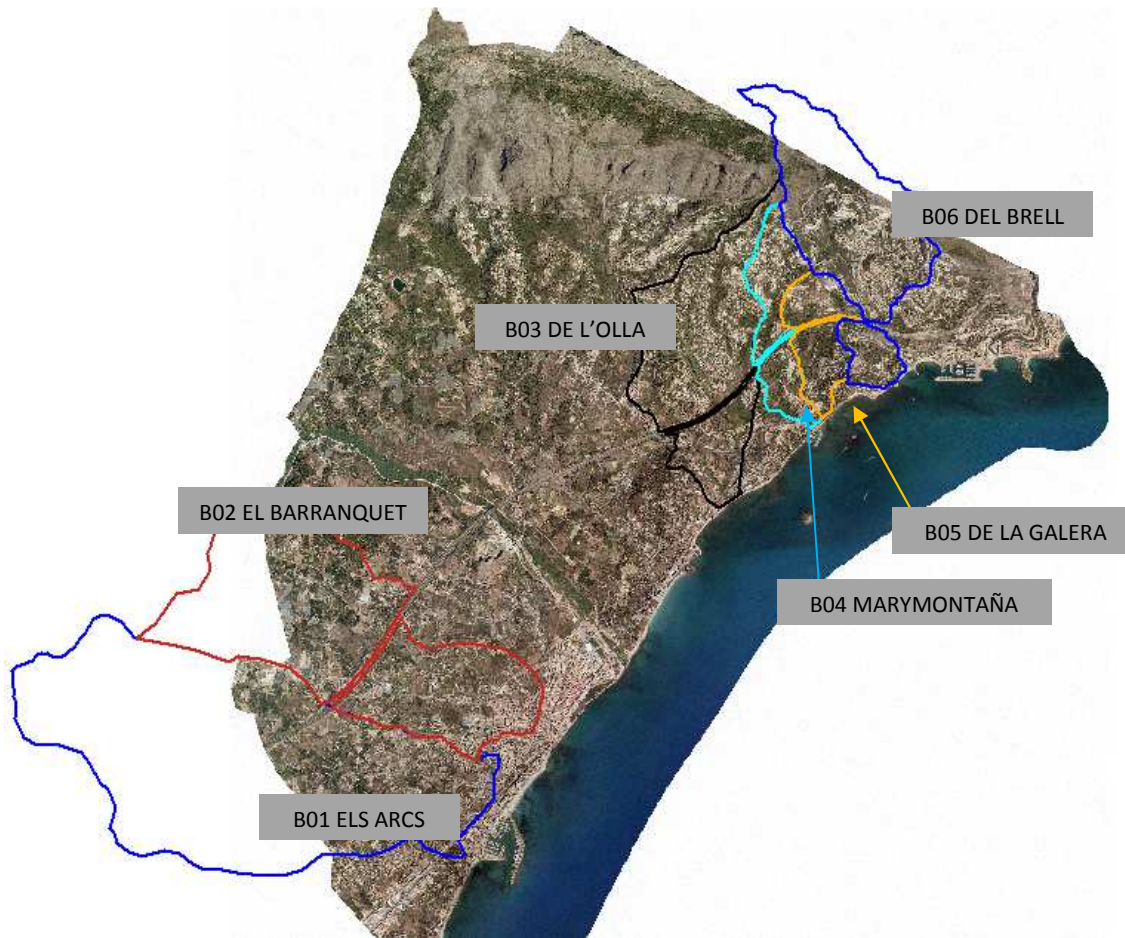 B06 DEL BRELL
B03 DE L'OLLA
B02 EL BARRANQUET
B05 DE LA GALERA
B04 MARYMONTAÑA
B01 ELS ARCS